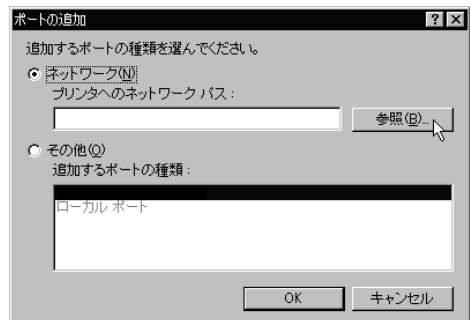 ポートの追加
追加するポートの種類を選んでください。
ネットワーク(N)
プリンタへのネットワーク パス:
参照(B)...
その他(O)
追加するポートの種類:
ローカル ポート
OK
キャンセル